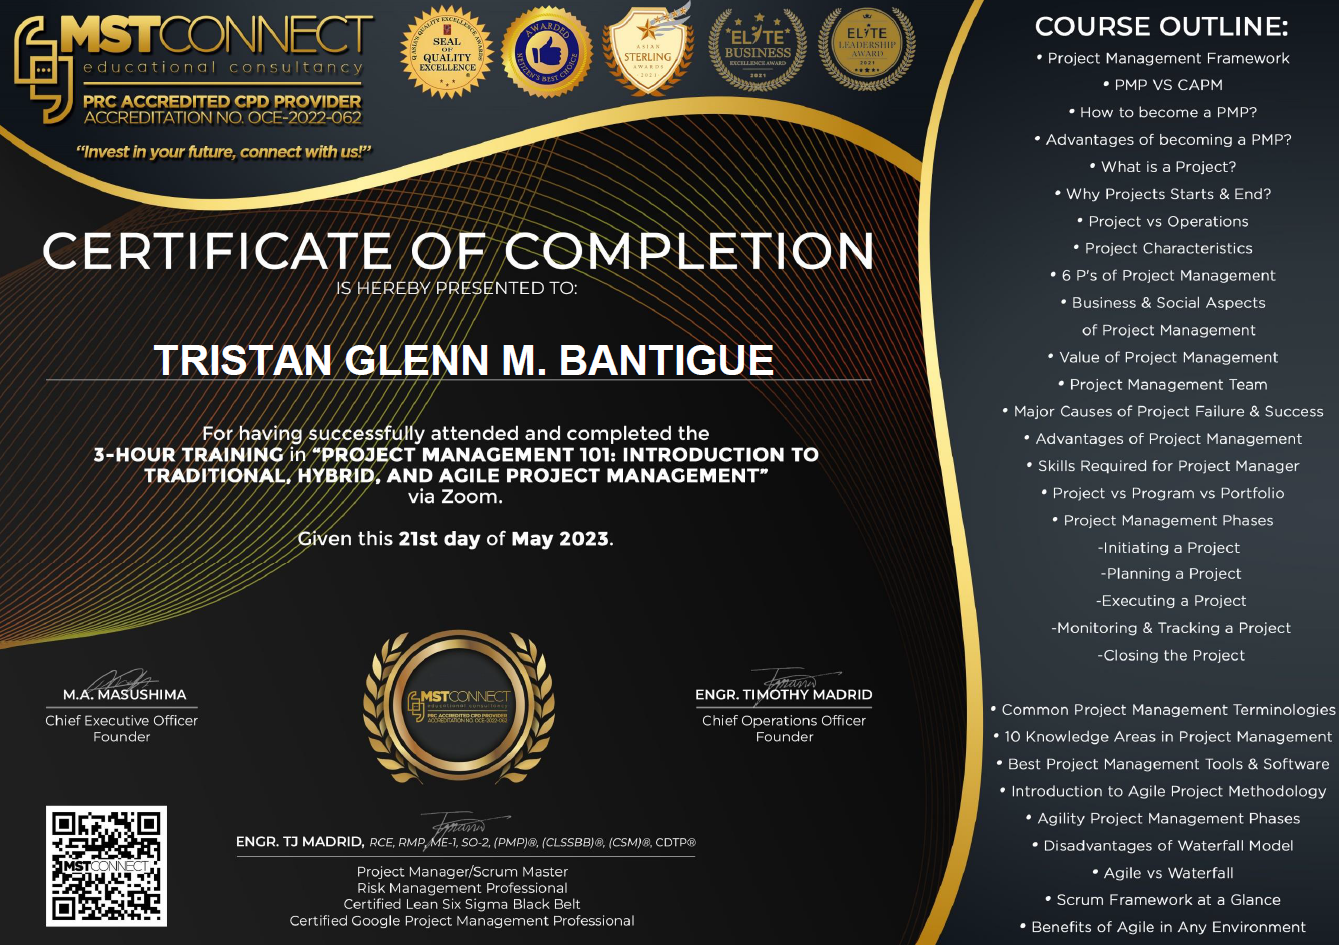 MSTCONNECT
educational consultancy
PRC ACCREDITED CPD PROVIDER
ACCREDITATION NO. OCE-2022-062
“Invest in your future, connect with us!”
SEAL
OF
QUALITY
EXCELLENCE
AWARDED
ASIAN
STERLING
AWARDS
2021
ELYTE
BUSINESS
EXCELLENCE AWARD
2021
ELYTE
LEADERSHIP
AWARD
2021
CERTIFICATE OF COMPLETION
IS HEREBY PRESENTED TO:
TRISTAN GLENN M. BANTIGUE
For having successfully attended and completed the
3-HOUR TRAINING in “PROJECT MANAGEMENT 101: INTRODUCTION TO
TRADITIONAL, HYBRID, AND AGILE PROJECT MANAGEMENT”
via Zoom.
Given this 21st day of May 2023.
M.A. MASUSHIMA
Chief Executive Officer
Founder
MSTCONNECT
educational consultancy
PRC ACCREDITED CPD PROVIDER
ACCREDITATION NO. OCE-2022-062
ENGR. TIMOTHY MADRID
Chief Operations Officer
Founder
MSTCONNECT
ENGR. TJ MADRID, RCE, RMP, ME-1, SO-2, (PMP)®, (CLSSBB)®, (CSM)®, CDTP®
Project Manager/Scrum Master
Risk Management Professional
Certified Lean Six Sigma Black Belt
Certified Google Project Management Professional
COURSE OUTLINE:
• Project Management Framework
• PMP VS CAPM
• How to become a PMP?
• Advantages of becoming a PMP?
• What is a Project?
• Why Projects Starts & End?
• Project vs Operations
• Project Characteristics
• 6 P's of Project Management
• Business & Social Aspects
of Project Management
• Value of Project Management
• Project Management Team
• Major Causes of Project Failure & Success
• Advantages of Project Management
• Skills Required for Project Manager
• Project vs Program vs Portfolio
• Project Management Phases
-Initiating a Project
-Planning a Project
-Executing a Project
-Monitoring & Tracking a Project
-Closing the Project
• Common Project Management Terminologies
• 10 Knowledge Areas in Project Management
• Best Project Management Tools & Software
• Introduction to Agile Project Methodology
• Agility Project Management Phases
• Disadvantages of Waterfall Model
• Agile vs Waterfall
• Scrum Framework at a Glance
• Benefits of Agile in Any Environment